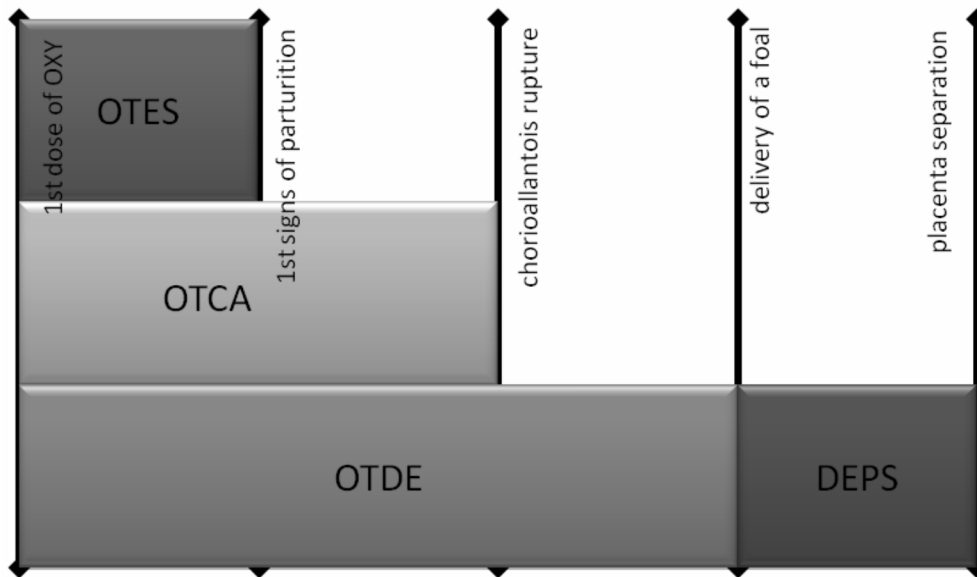 1st dose of OXY
1st signs of parturition
chorioallantois rupture
delivery of a foal
placenta separation
OTES
OTCA
OTDE
DEPS